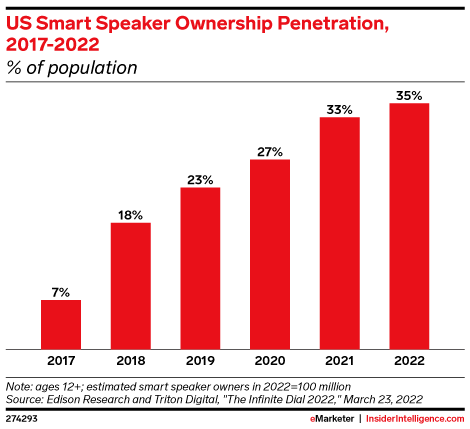 US Smart Speaker Ownership Penetration,
2017-2022
% of population
7%
18%
23%
27%
33%
35%
2017
2018
2019
2020
2021
2022
Note: ages 12+; estimated smart speaker owners in 2022=100 million
Source: Edison Research and Triton Digital, "The Infinite Dial 2022," March 23, 2022
274293
eMarketer | InsiderIntelligence.com